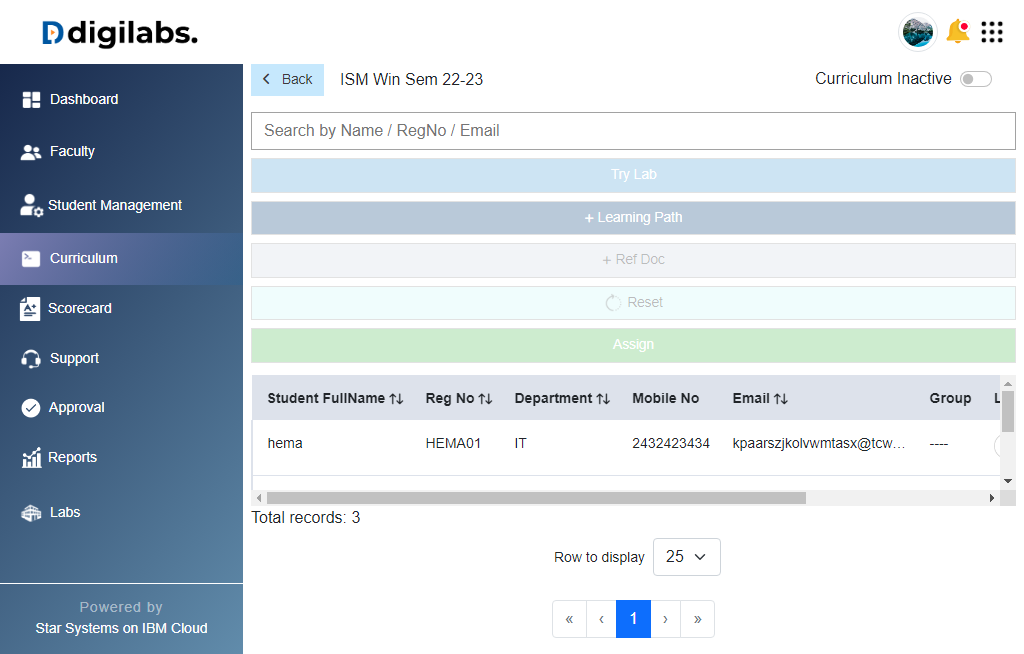 digilabs.
Back
ISM Win Sem 22-23
Curriculum Inactive
Dashboard
Faculty
Student Management
Curriculum
Scorecard
Support
Approval
Reports
Labs
Powered by
Star Systems on IBM Cloud
Search by Name / RegNo / Email
Try Lab
+ Learning Path
+ Ref Doc
Reset
Assign
Student FullName Reg No Department Mobile No Email Group
hema HEMA01 IT 2432423434 kpaarszjkolvwmtasx@tcw... ----
Total records: 3
Row to display 25
« ‹ 1 › »